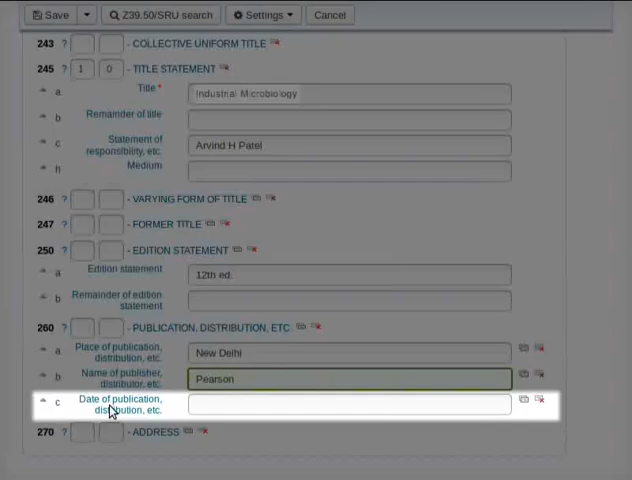 Save Z39.50/SRU search Settings Cancel
243 ? - COLLECTIVE UNIFORM TITLE
245 ? 1 0 - TITLE STATEMENT
a Title * Industrial Microbiology
b Remainder of title
c Statement of responsibility, etc. Arvind H Patel
h Medium
246 ? - VARYING FORM OF TITLE
247 ? - FORMER TITLE
250 ? - EDITION STATEMENT
a Edition statement 12th ed.
b Remainder of edition statement
260 ? - PUBLICATION, DISTRIBUTION, ETC
a Place of publication, distribution, etc. New Delhi
b Name of publisher, distributor, etc. Pearson
c Date of publication, distribution, etc.
270 ? - ADDRESS